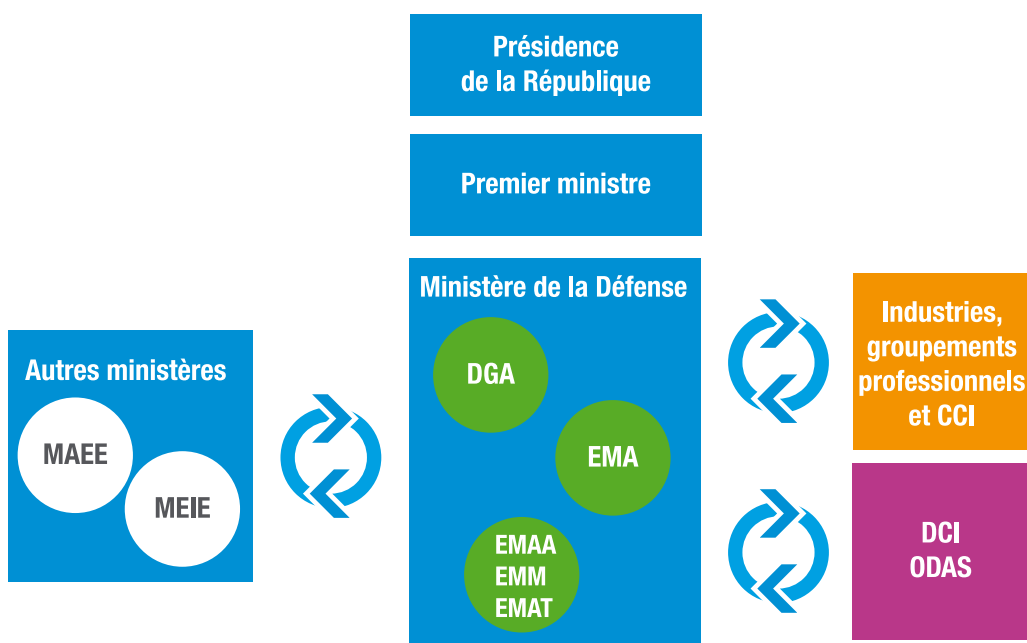 Présidence
de la République
Premier ministre
Ministère de la Défense
DGA
EMA
EMAA
EMM
EMAT
Autres ministères
MAEE
MEIE
Industries,
groupements
professionnels
et CCI
DCI
ODAS